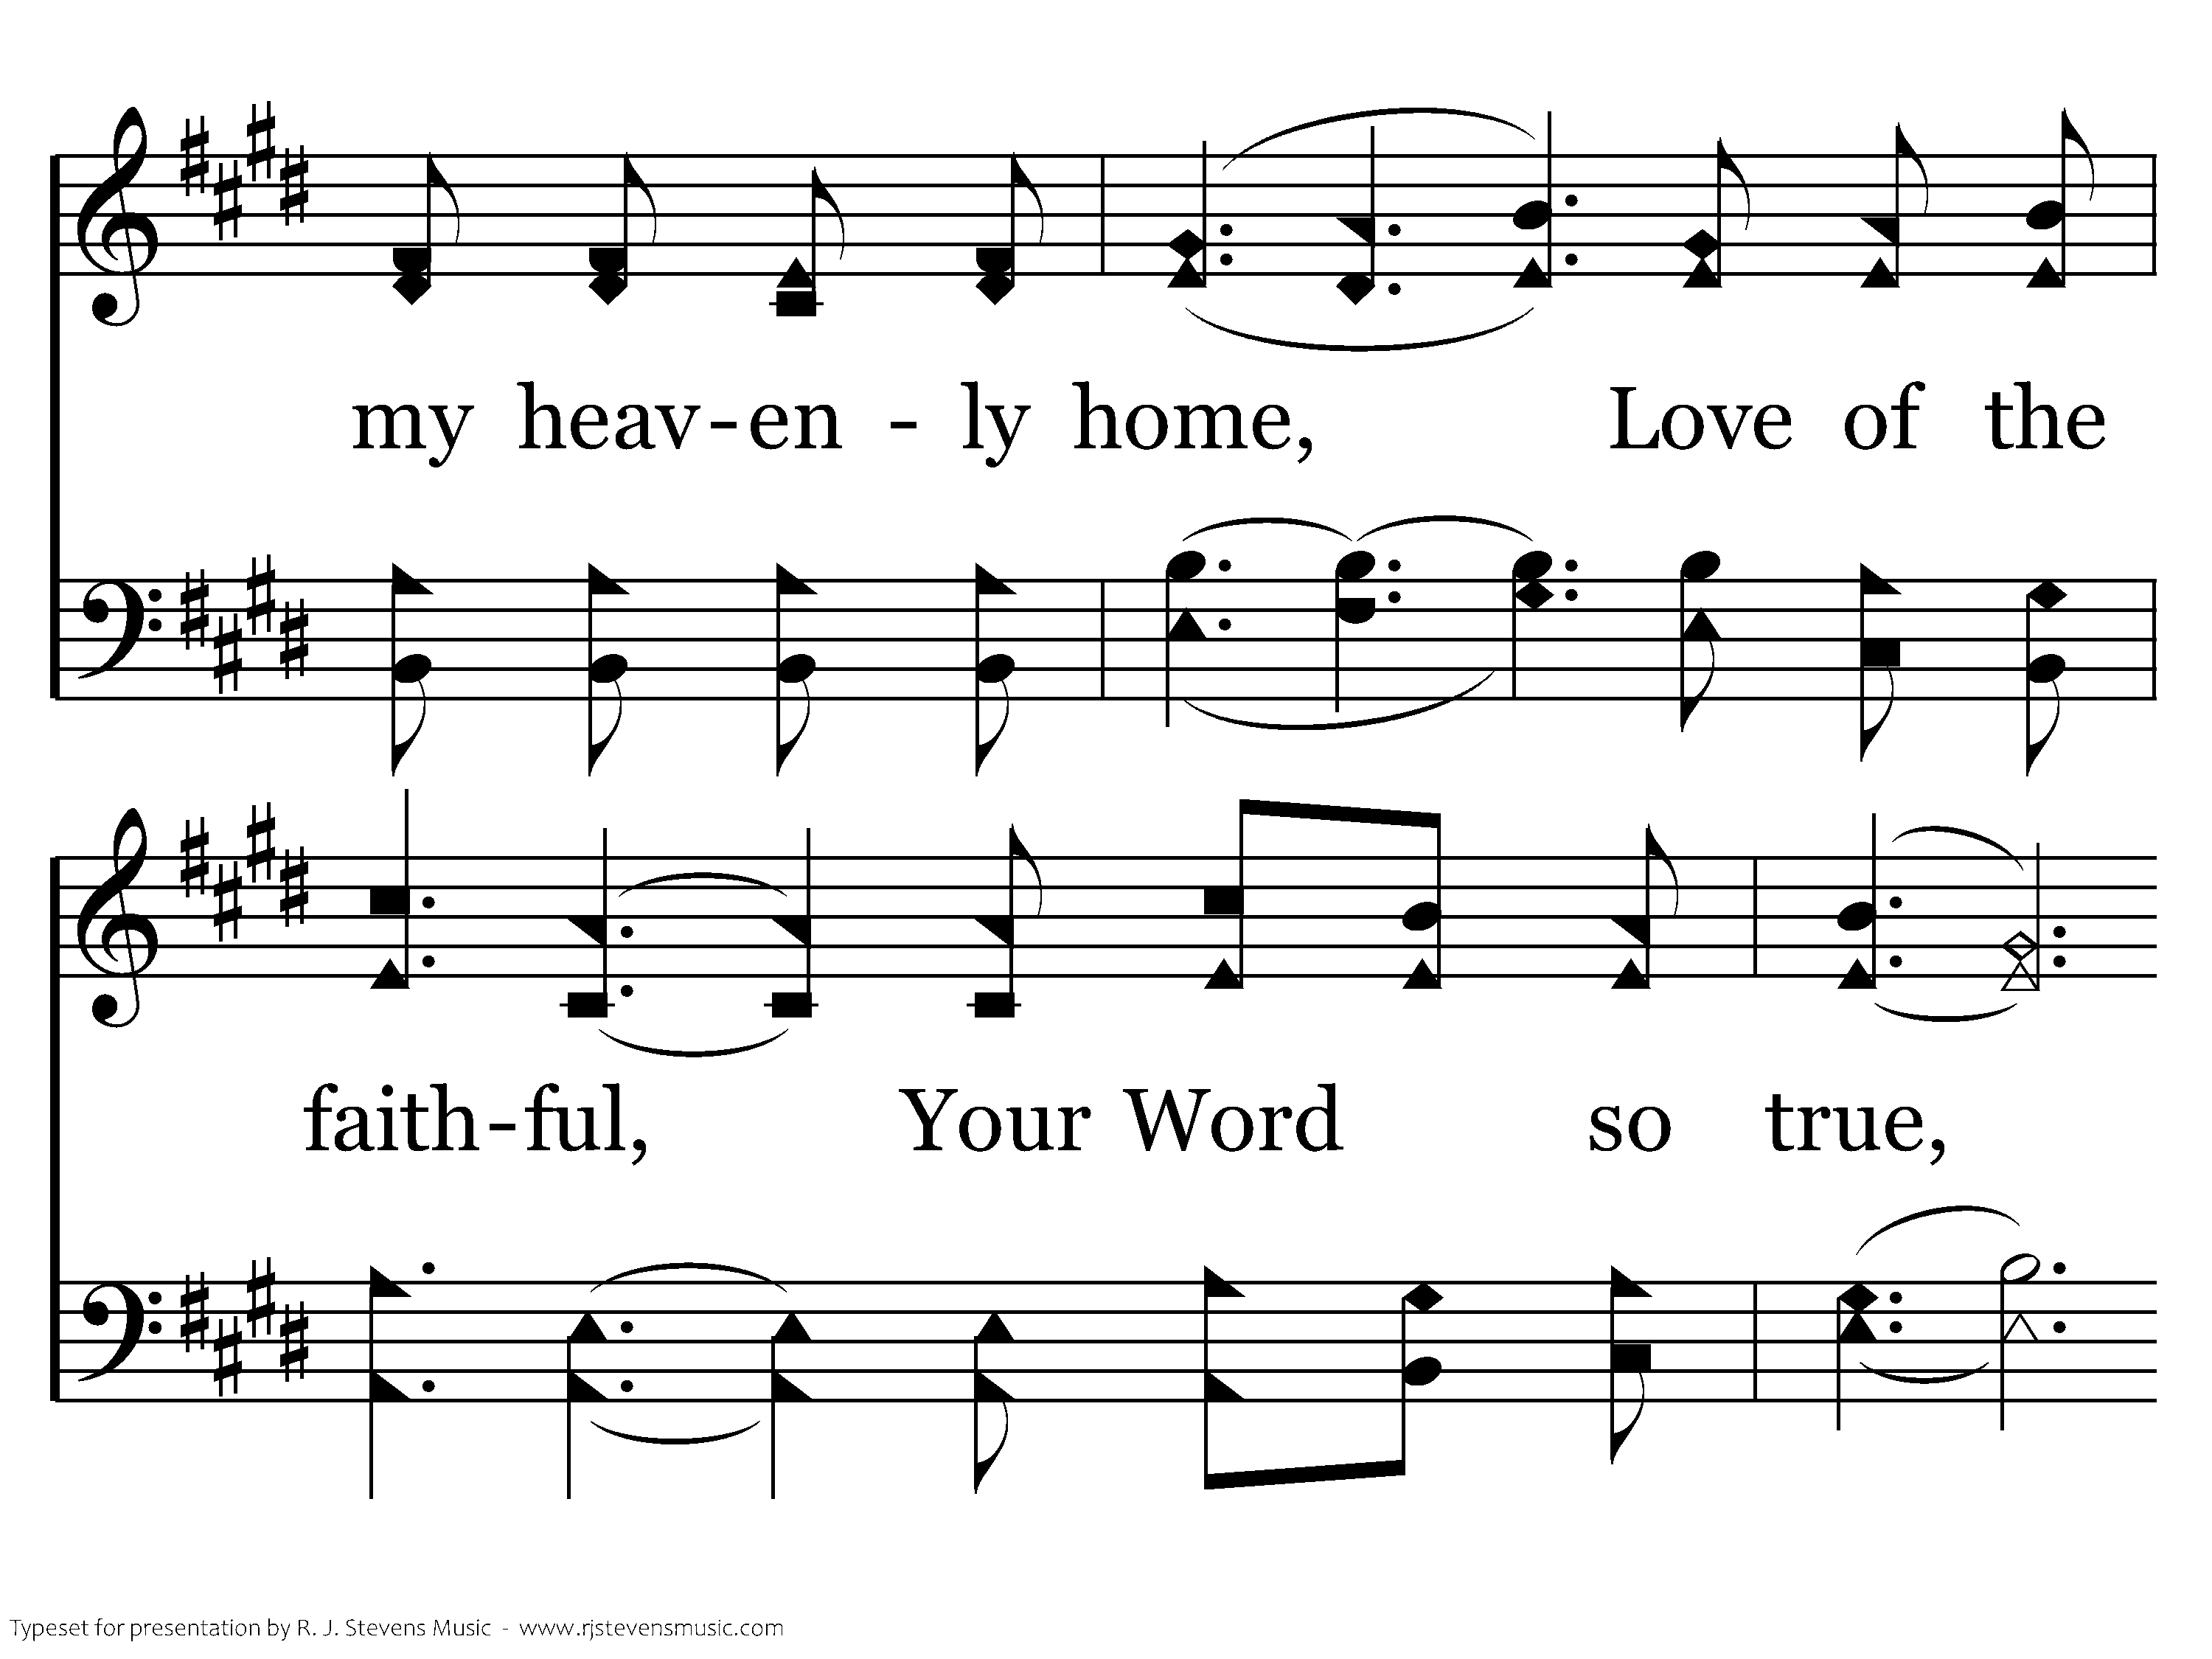 my heav-en - ly home, Love of the
faith-ful, Your Word so true,
Typeset for presentation by R. J. Stevens Music - www.rjstevensmusic.com